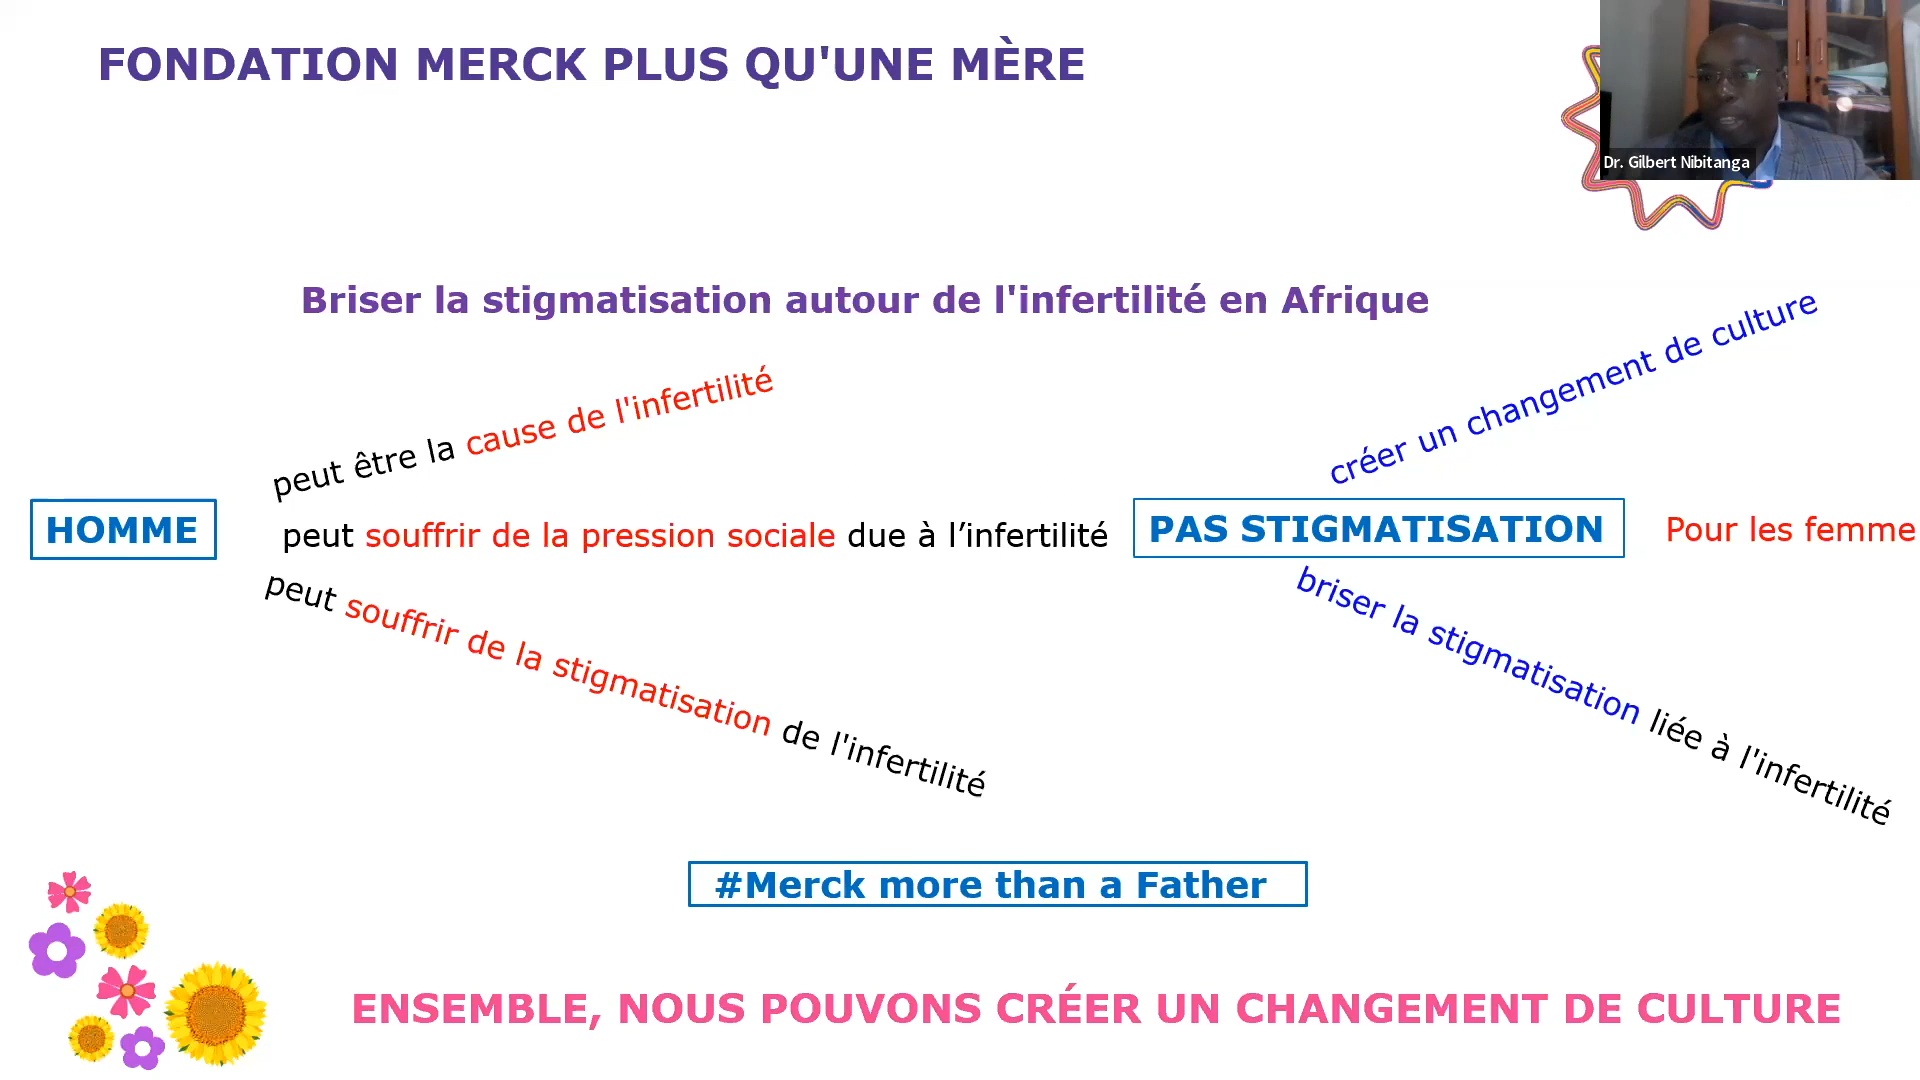 FONDATION MERCK PLUS QU'UNE MÈRE
Dr. Gilbert Nibitanga
Briser la stigmatisation autour de l'infertilité en Afrique
peut être la cause de l'infertilité
créer un changement de culture
HOMME
peut souffrir de la pression sociale due à l’infertilité
PAS STIGMATISATION
Pour les femme
peut souffrir de la stigmatisation de l'infertilité
briser la stigmatisation liée à l'infertilité
#Merck more than a Father
ENSEMBLE, NOUS POUVONS CRÉER UN CHANGEMENT DE CULTURE